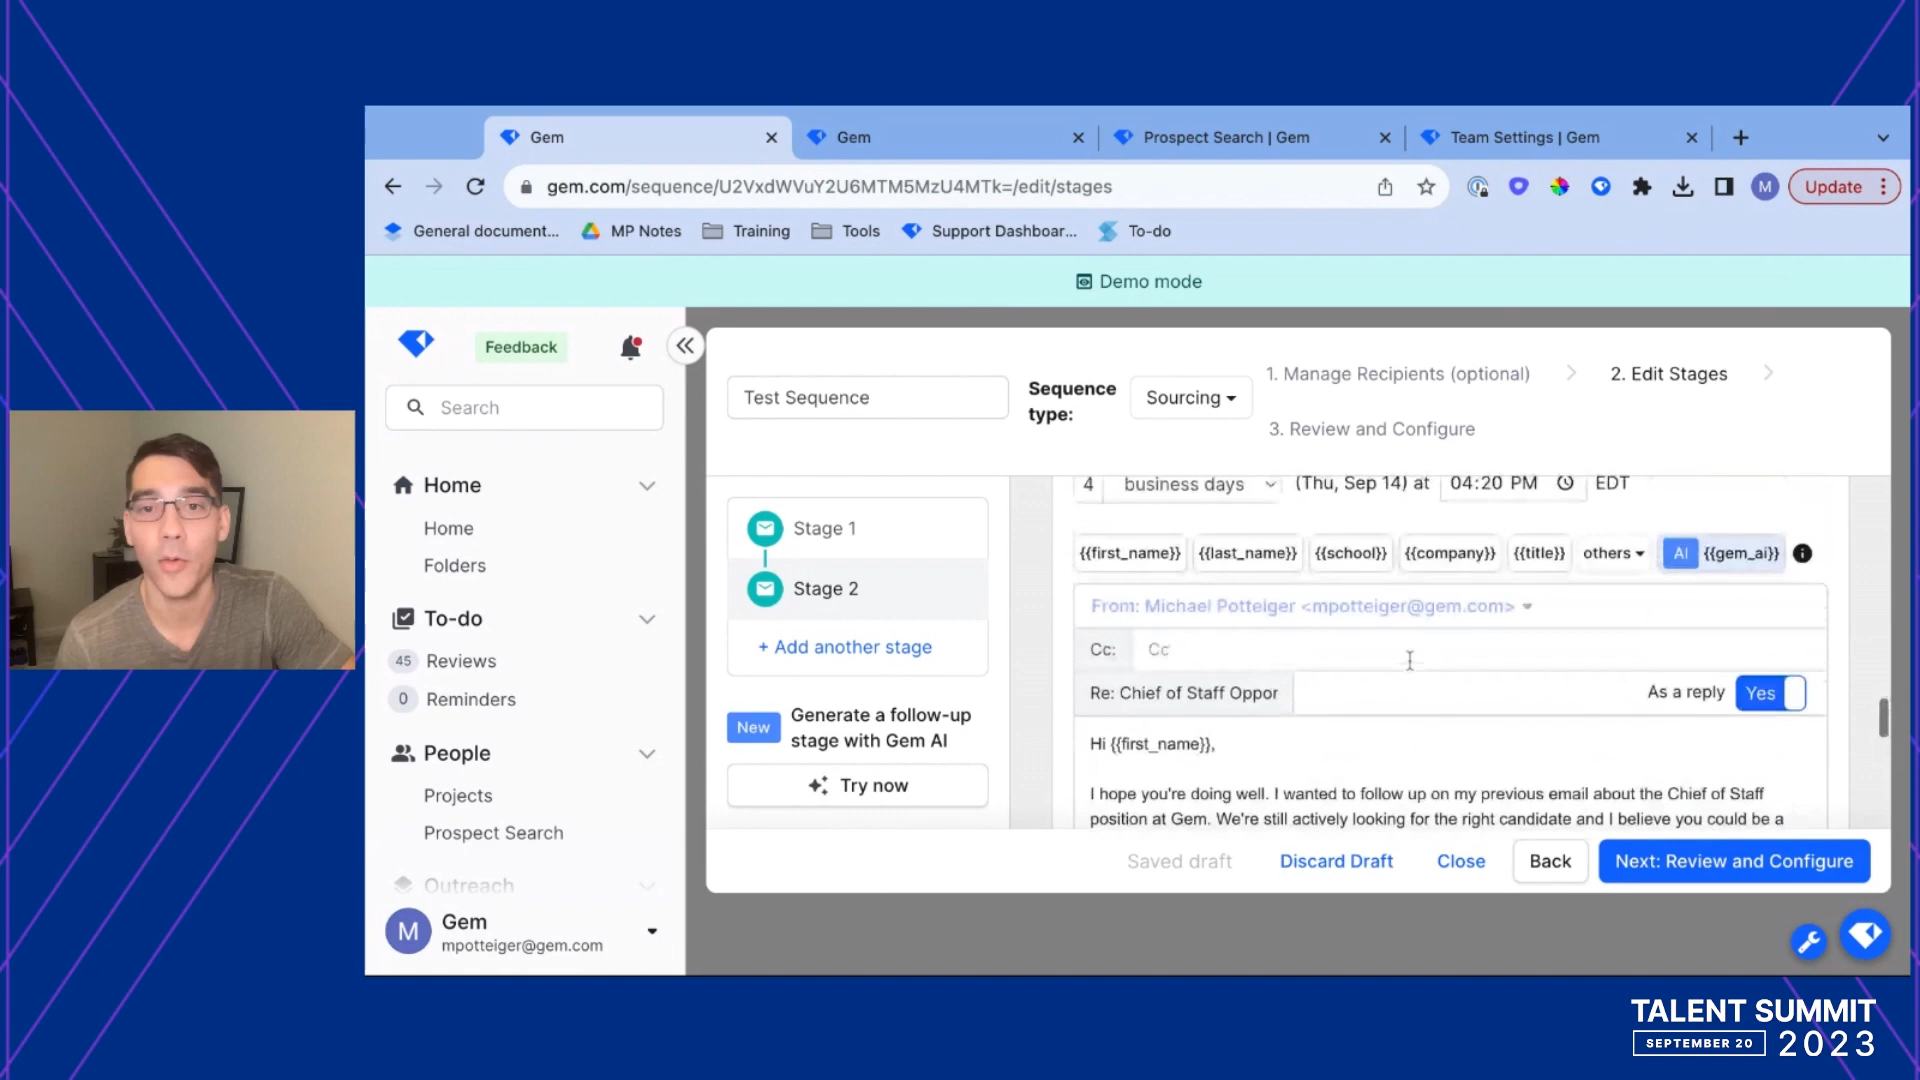 Gem
Gem
Prospect Search | Gem
Team Settings | Gem
gem.com/sequence/U2VxdWVuY2U6MTM5MzU4MTk=/edit/stages
M
Update
General document...
MP Notes
Training
Tools
Support Dashboar...
To-do
Demo mode
Feedback
Search
Home
Home
Folders
To-do
45 Reviews
0 Reminders
People
Projects
Prospect Search
Outreach
M
Gem
mpotteiger@gem.com
Test Sequence
Sequence type:
Sourcing
1. Manage Recipients (optional)
2. Edit Stages
3. Review and Configure
Stage 1
Stage 2
+ Add another stage
New
Generate a follow-up
stage with Gem AI
Try now
4 business days (Thu, Sep 14) at 04:20 PM EDT
{{first_name}} {{last_name}} {{school}} {{company}} {{title}} others AI {{gem_ai}}
From: Michael Potteiger <mpotteiger@gem.com>
Cc: Cc
Re: Chief of Staff Oppor
As a reply Yes
Hi {{first_name}},
I hope you're doing well. I wanted to follow up on my previous email about the Chief of Staff
position at Gem. We're still actively looking for the right candidate and I believe you could be a
Saved draft
Discard Draft
Close
Back
Next: Review and Configure
TALENT SUMMIT
SEPTEMBER 20 2023